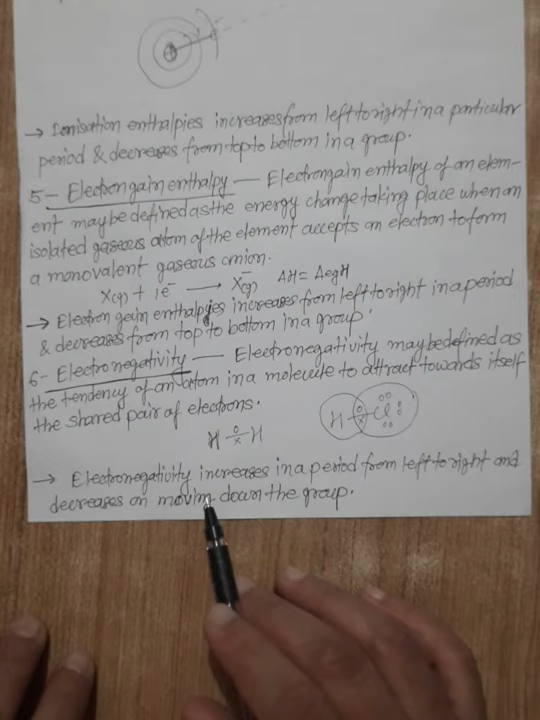 → Ionisation enthalpies increases from left to right in a particular
period & decreases from top to bottom in a group.
5- Electron gain enthalpy — Electron gain enthalpy of an elem-
ent may be defined as the energy change taking place when an
isolated gaseous atom of the element accepts an electron to form
a monovalent gaseous anion.
X(g) + 1e⁻ → X⁻(g) ΔH = ΔegH
→ Electron gain enthalpies increases from left to right in a period
& decreases from top to bottom in a group.
6- Electronegativity — Electronegativity may be defined as
the tendency of an atom in a molecule to attract towards itself
the shared pair of electrons.
H Cl
H H
→ Electronegativity increases in a period from left to right and
decreases on moving down the group.